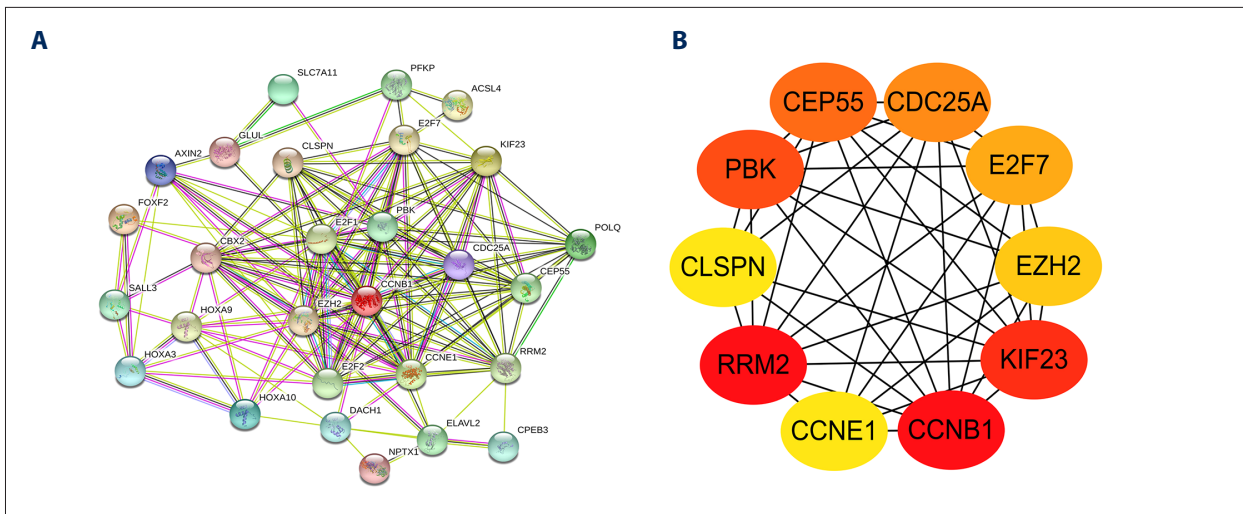 A
SLC7A11
PFKP
ACSL4
GLUL
E2F7
AXIN2
CLSPN
KIF23
FOXF2
PBK
E2F1
POLQ
CBX2
CDC25A
CEP55
CCNB1
SALL3
HOXA9
EZH2
HOXA3
E2F2
CCNE1
RRM2
HOXA10
DACH1
ELAVL2
CPEB3
NPTX1
B
CEP55
CDC25A
PBK
E2F7
CLSPN
EZH2
RRM2
KIF23
CCNE1
CCNB1